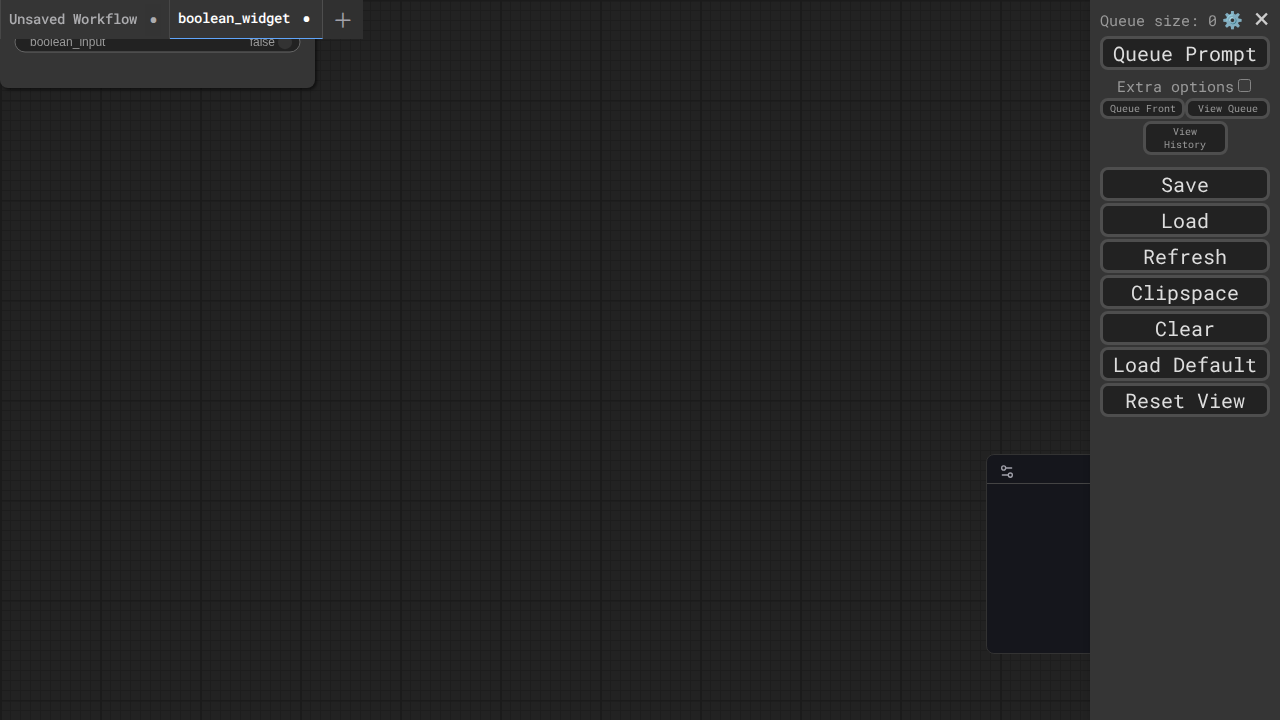 Unsaved Workflow
boolean_widget
boolean_input false
Queue size: 0
Queue Prompt
Extra options
Queue Front
View Queue
View
History
Save
Load
Refresh
Clipspace
Clear
Load Default
Reset View